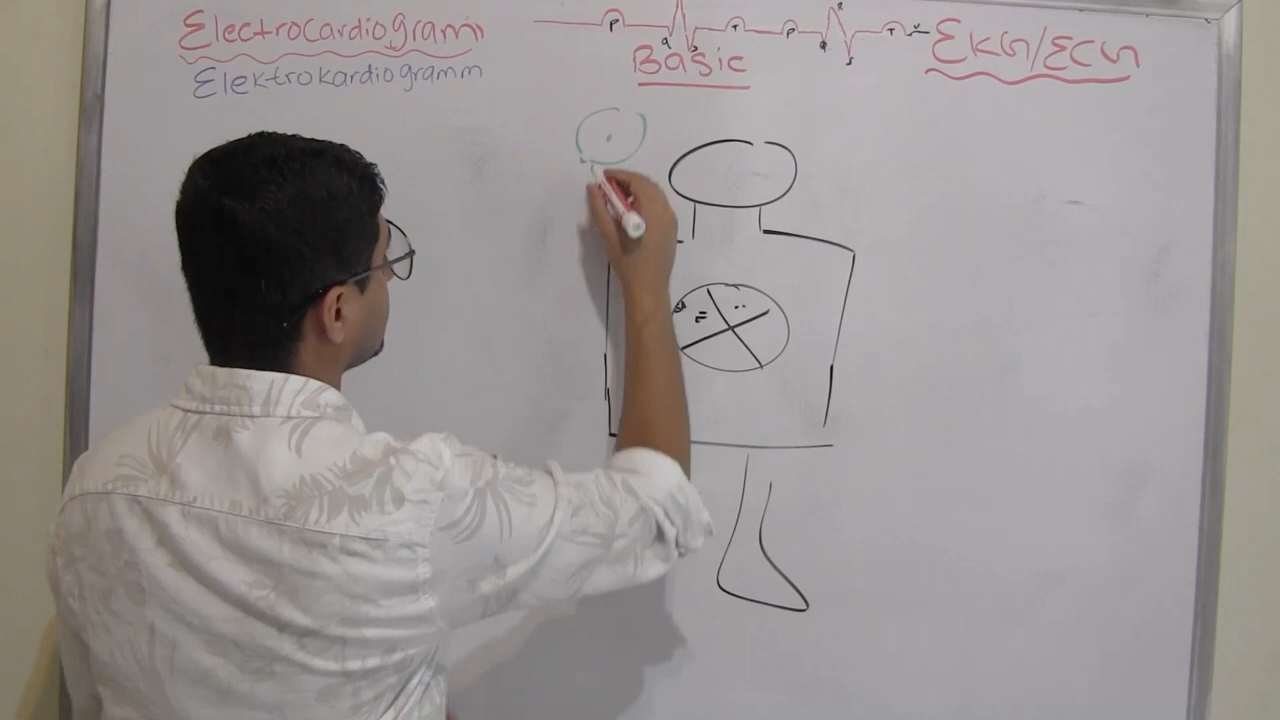 Electrocardiogram
Elektrokardiogramm
P Q S T P Q R S T
Basic
EKG/ECG